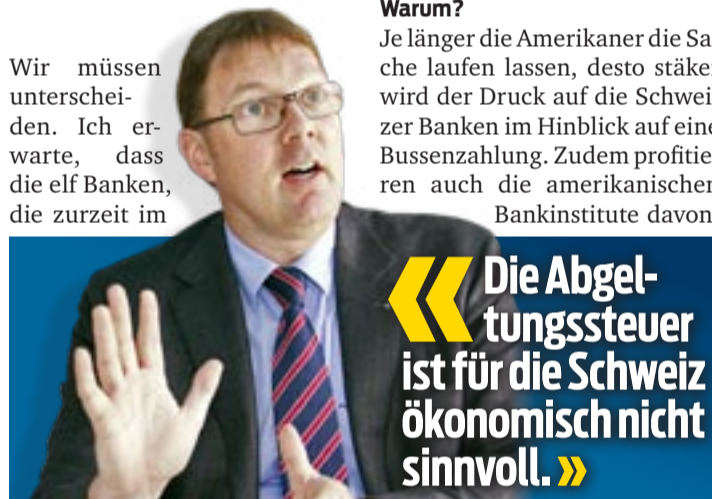 Wir müssen
unterschei-
den. Ich er-
warte, dass
die elf Banken,
die zurzeit im
Warum?
Je länger die Amerikaner die Sa-
che laufen lassen, desto stäker
wird der Druck auf die Schwei-
zer Banken im Hinblick auf eine
Bussenzahlung. Zudem profitie-
ren auch die amerikanischen
Bankinstitute davon,
« Die Abgel-
tungssteuer
ist für die Schweiz
ökonomisch nicht
sinnvoll. »